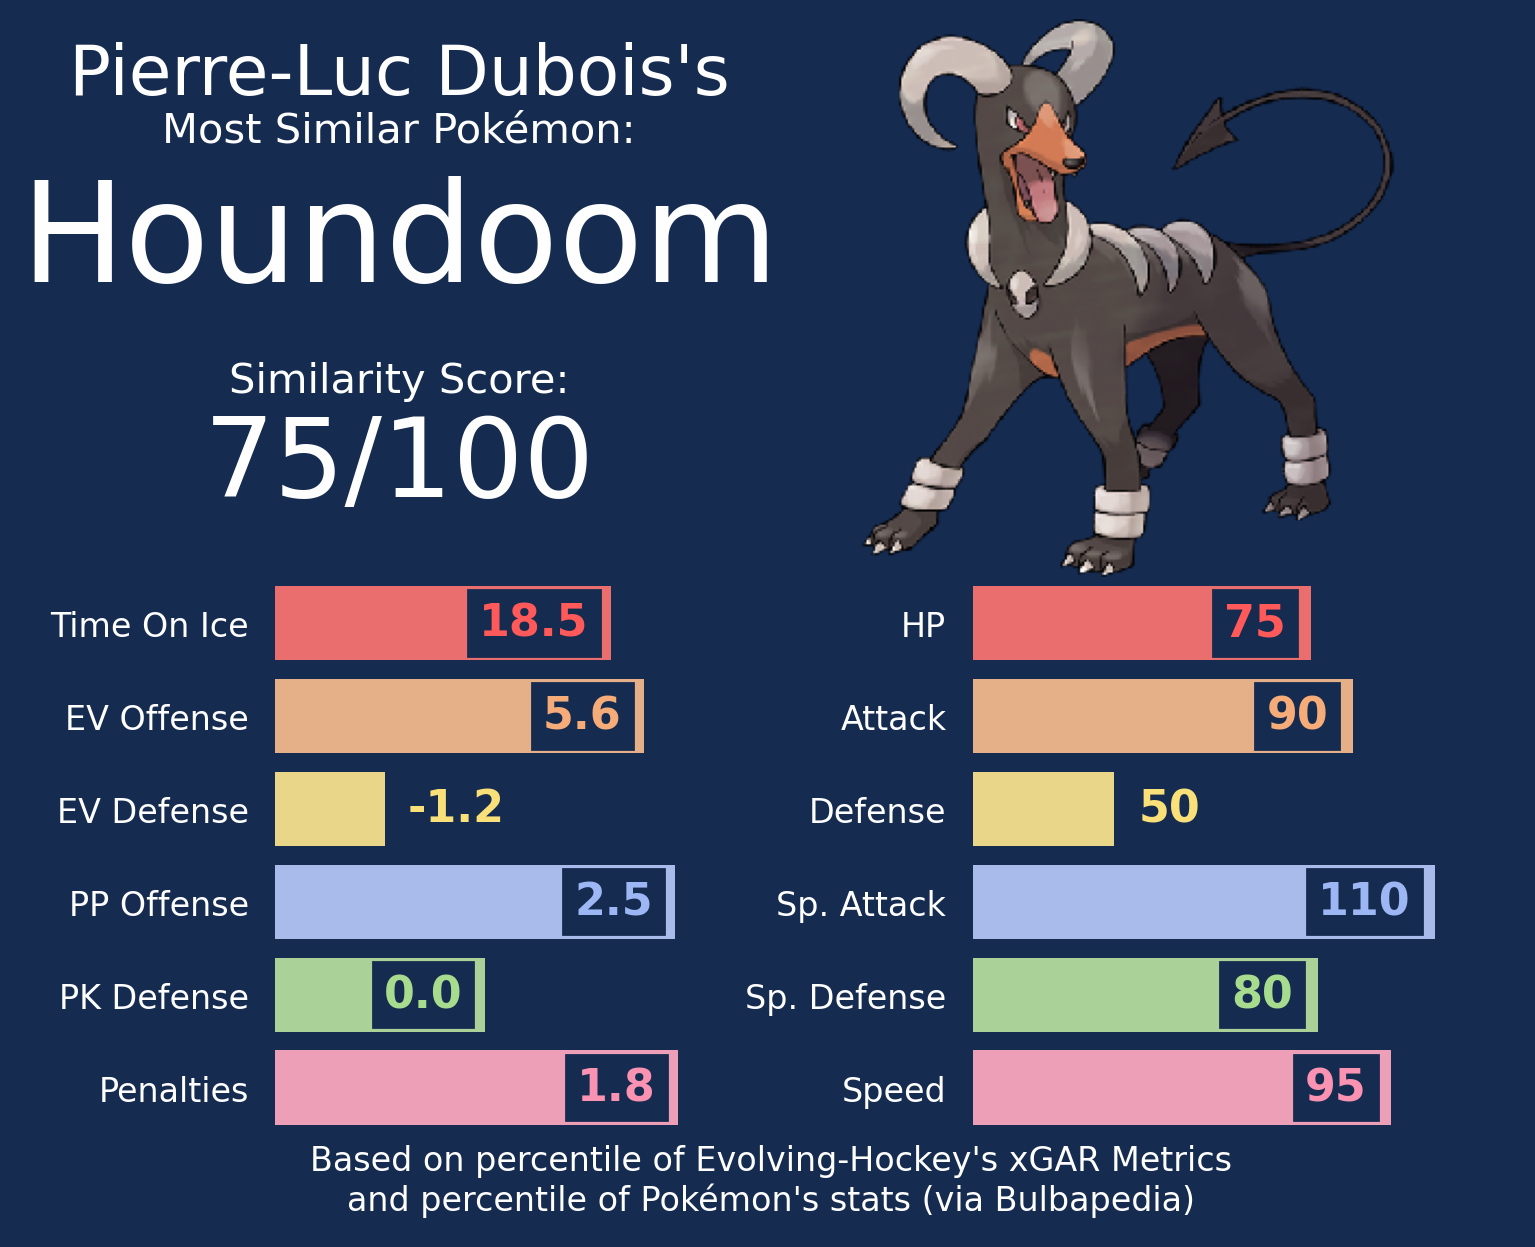 Pierre-Luc Dubois's
Most Similar Pokémon:
Houndoom
Similarity Score:
75/100
Time On Ice 18.5
EV Offense 5.6
EV Defense -1.2
PP Offense 2.5
PK Defense 0.0
Penalties 1.8
HP 75
Attack 90
Defense 50
Sp. Attack 110
Sp. Defense 80
Speed 95
Based on percentile of Evolving-Hockey's xGAR Metrics
and percentile of Pokémon's stats (via Bulbapedia)